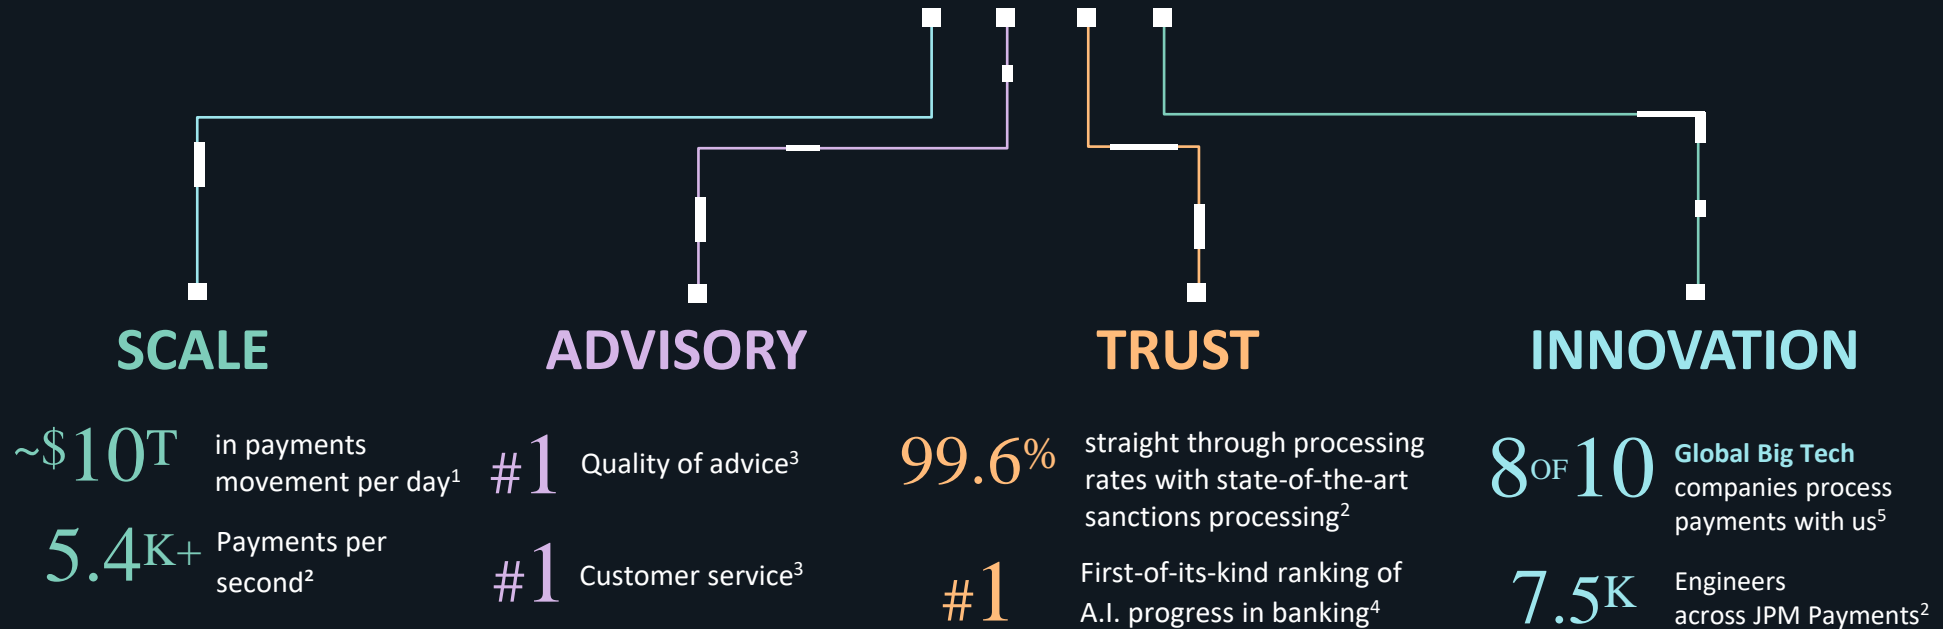 SCALE
~$10T
in payments
movement per day¹
5.4K+
Payments per
second²
ADVISORY
#1
Quality of advice³
#1
Customer service³
TRUST
99.6%
straight through processing
rates with state-of-the-art
sanctions processing²
#1
First-of-its-kind ranking of
A.I. progress in banking⁴
INNOVATION
8 OF 10
Global Big Tech
companies process
payments with us⁵
7.5K
Engineers
across JPM Payments²